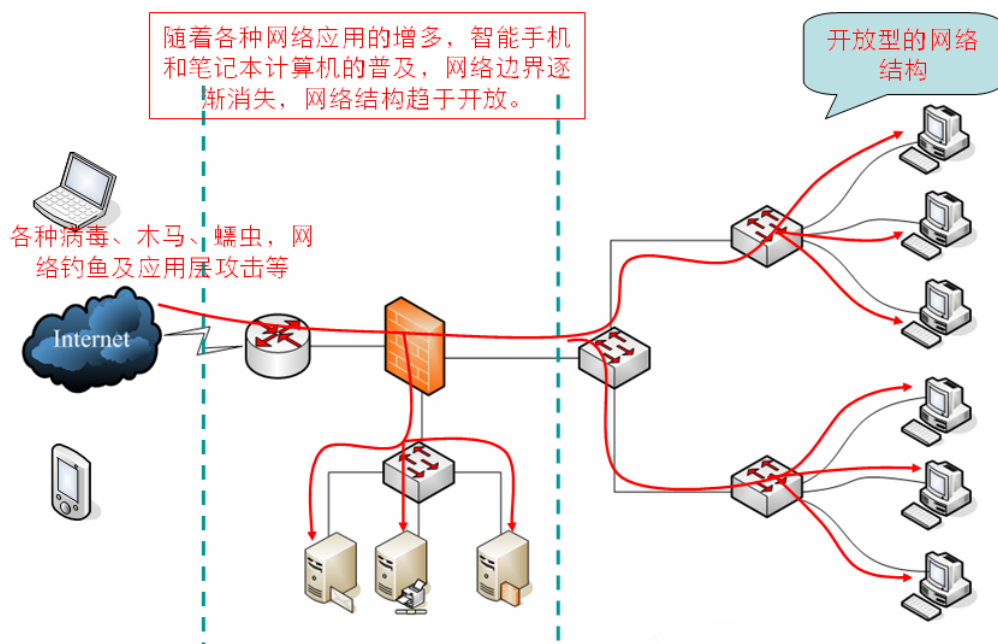 随着各种网络应用的增多，智能手机
和笔记本计算机的普及，网络边界逐
渐消失，网络结构趋于开放。
开放型的网络
结构
各种病毒、木马、蠕虫，网
络钓鱼及应用层攻击等
Internet